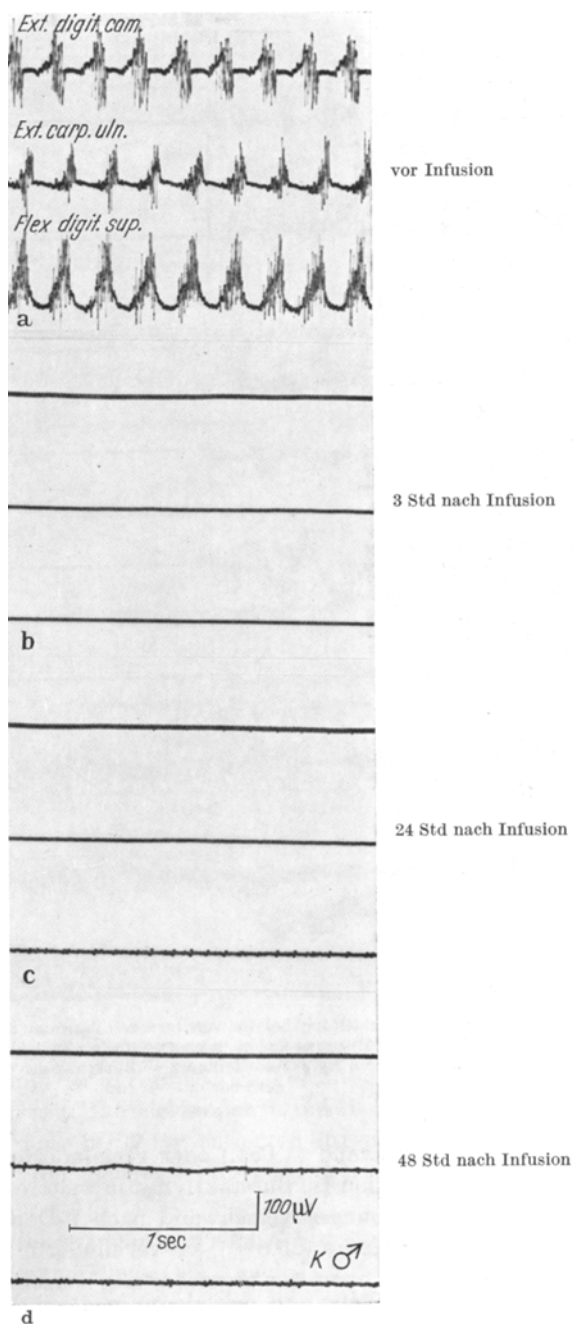 Ext. digit. com.
Ext. carp. uln.
vor Infusion
Flex digit. sup.
a
3 Std nach Infusion
b
24 Std nach Infusion
c
48 Std nach Infusion
100 μV
1 sec
K ♂
d